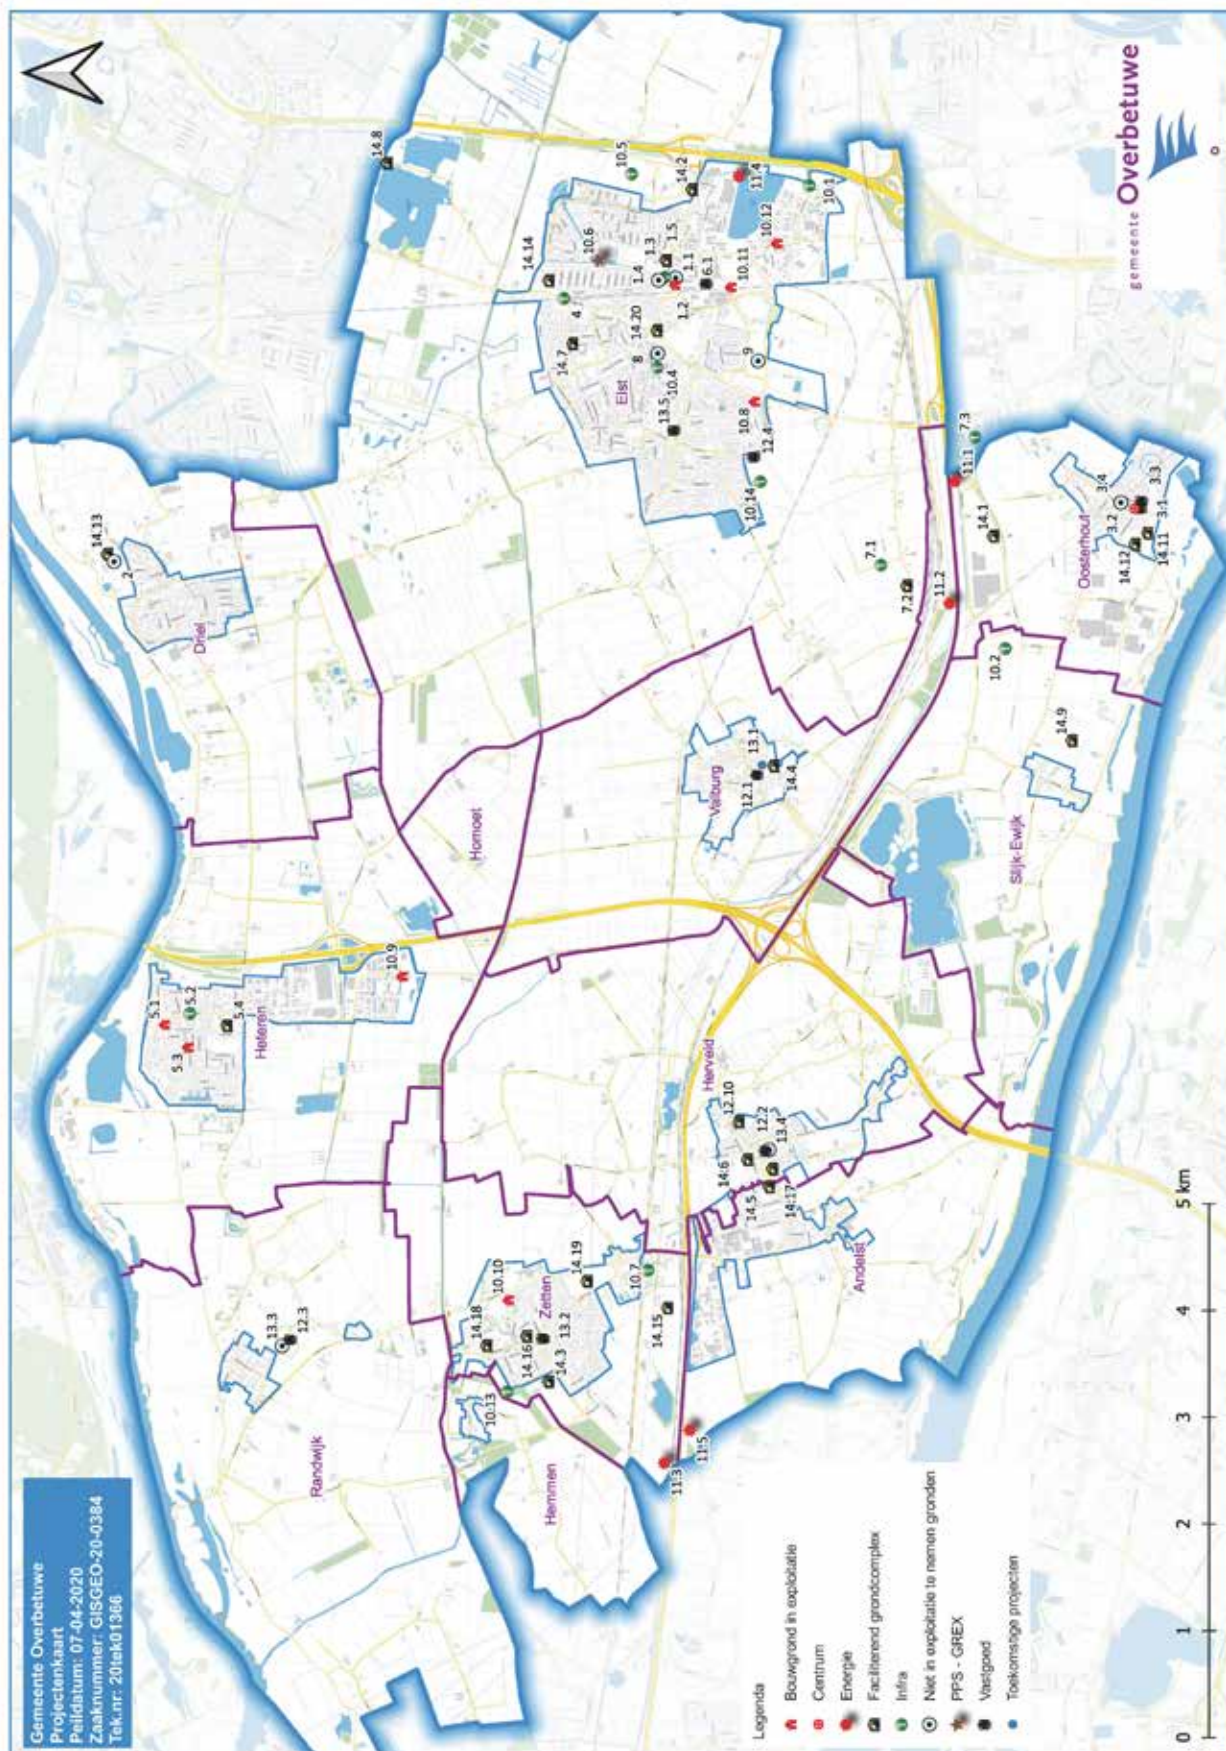 Gemeente Overbetuwe
Projectenkaart
Peildatum: 07-04-2020
Zaaknummer: GISGEO-20-0384
Tek.nr.: 20tek01366
gemeente Overbetuwe
Randwijk
13.3
12.3
Heteren
5.1
5.2
5.3
5.4
10.9
Driel
2
14.13
14.8
Homoet
Hemmen
Zetten
10.10
14.18
14.16
13.2
14.3
10.13
14.19
10.7
14.15
11.3
11.5
Andelst
Herveld
12.10
12.2
13.4
14.6
14.5
14.17
Valburg
12.1
13.1
14.4
Slijk-Ewijk
14.9
10.2
Elst
14.14
4
14.7
10.6
10.5
14.2
1.3
1.5
1.4
1.1
1.2
6.1
14.20
8
10.4
13.5
10.11
10.12
11.4
10.1
9
10.8
12.4
10.14
7.1
7.2
11.2
11.1
7.3
14.1
Oosterhout
3.4
3.2
3.3
3.1
14.12
14.11
Legenda
Bouwgrond in exploitatie
Centrum
Energie
Faciliterend grondcomplex
Infra
Niet in exploitatie te nemen gronden
PPS - GREX
Vastgoed
Toekomstige projecten
0 1 2 3 4 5 km